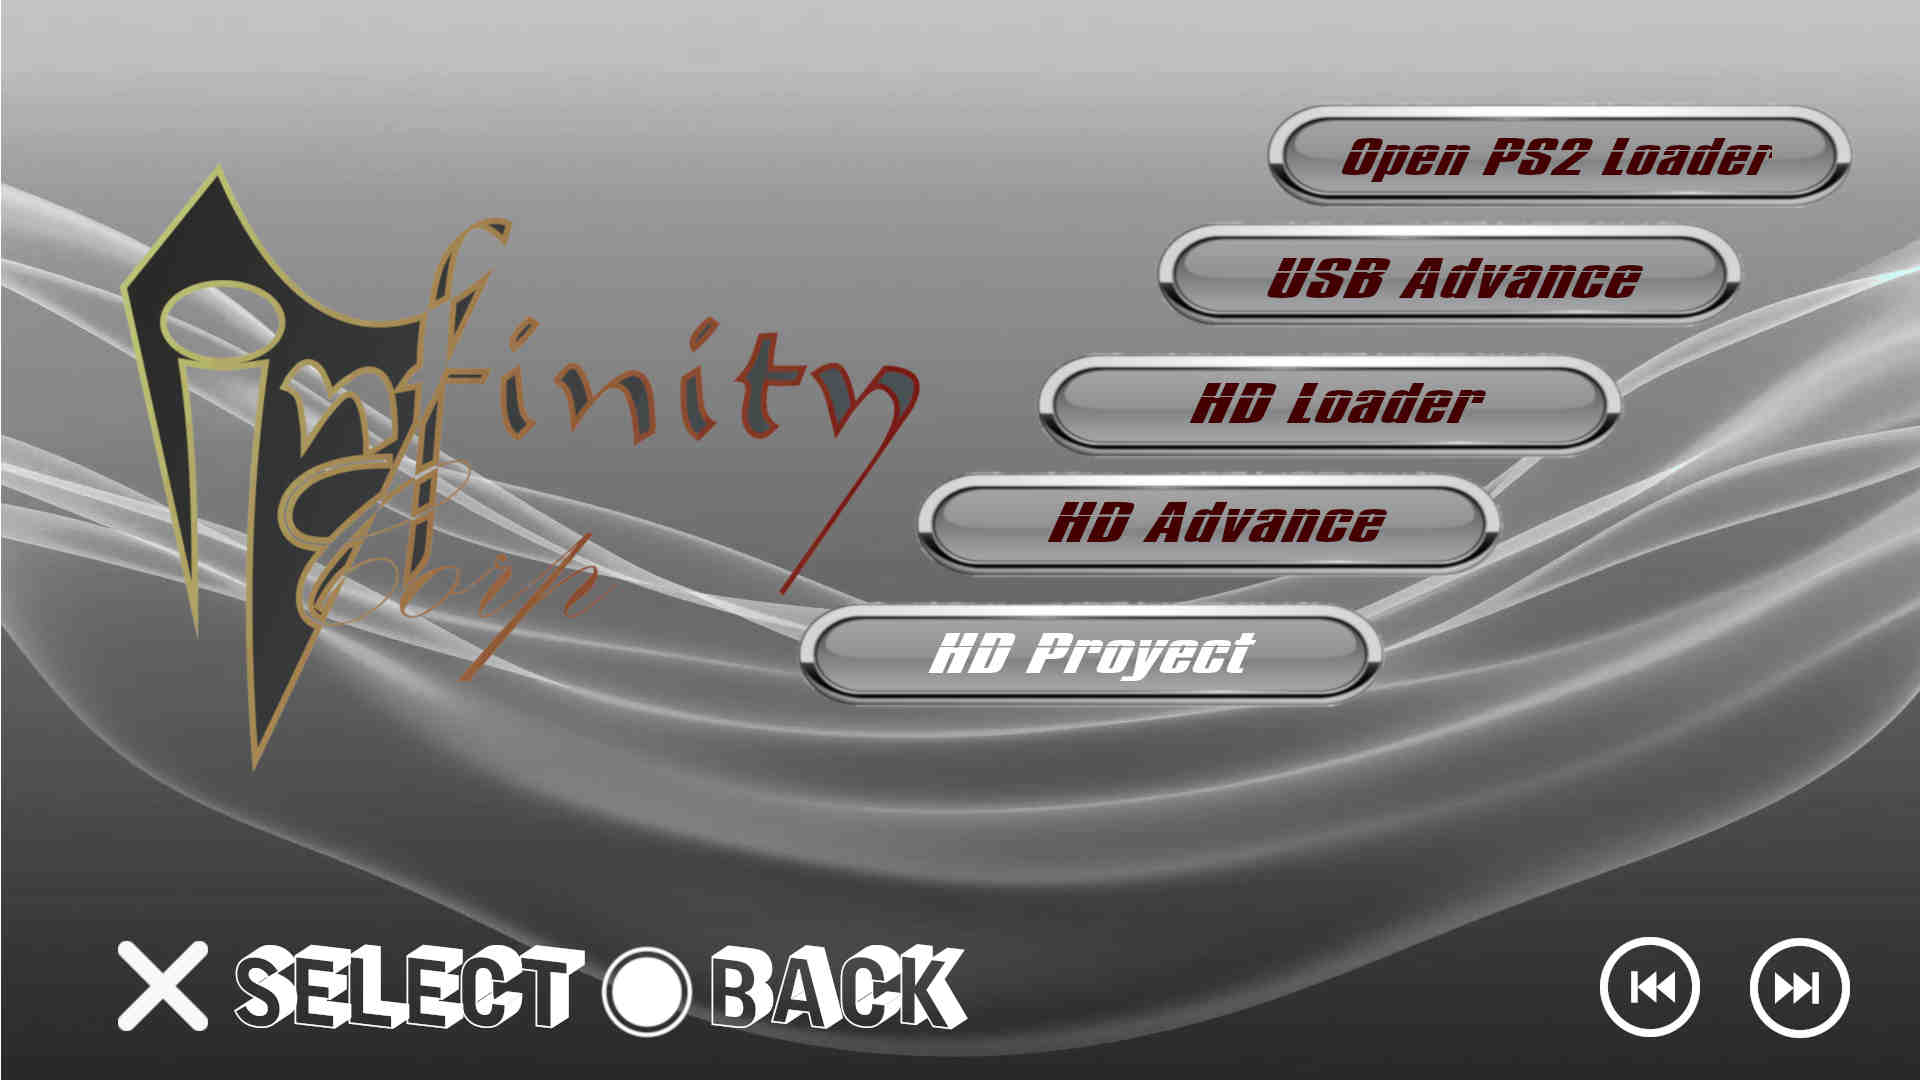 Open PS2 Loader
USB Advance
Infinity
HD Loader
HD Advance
Corp
HD Proyect
SELECT BACK